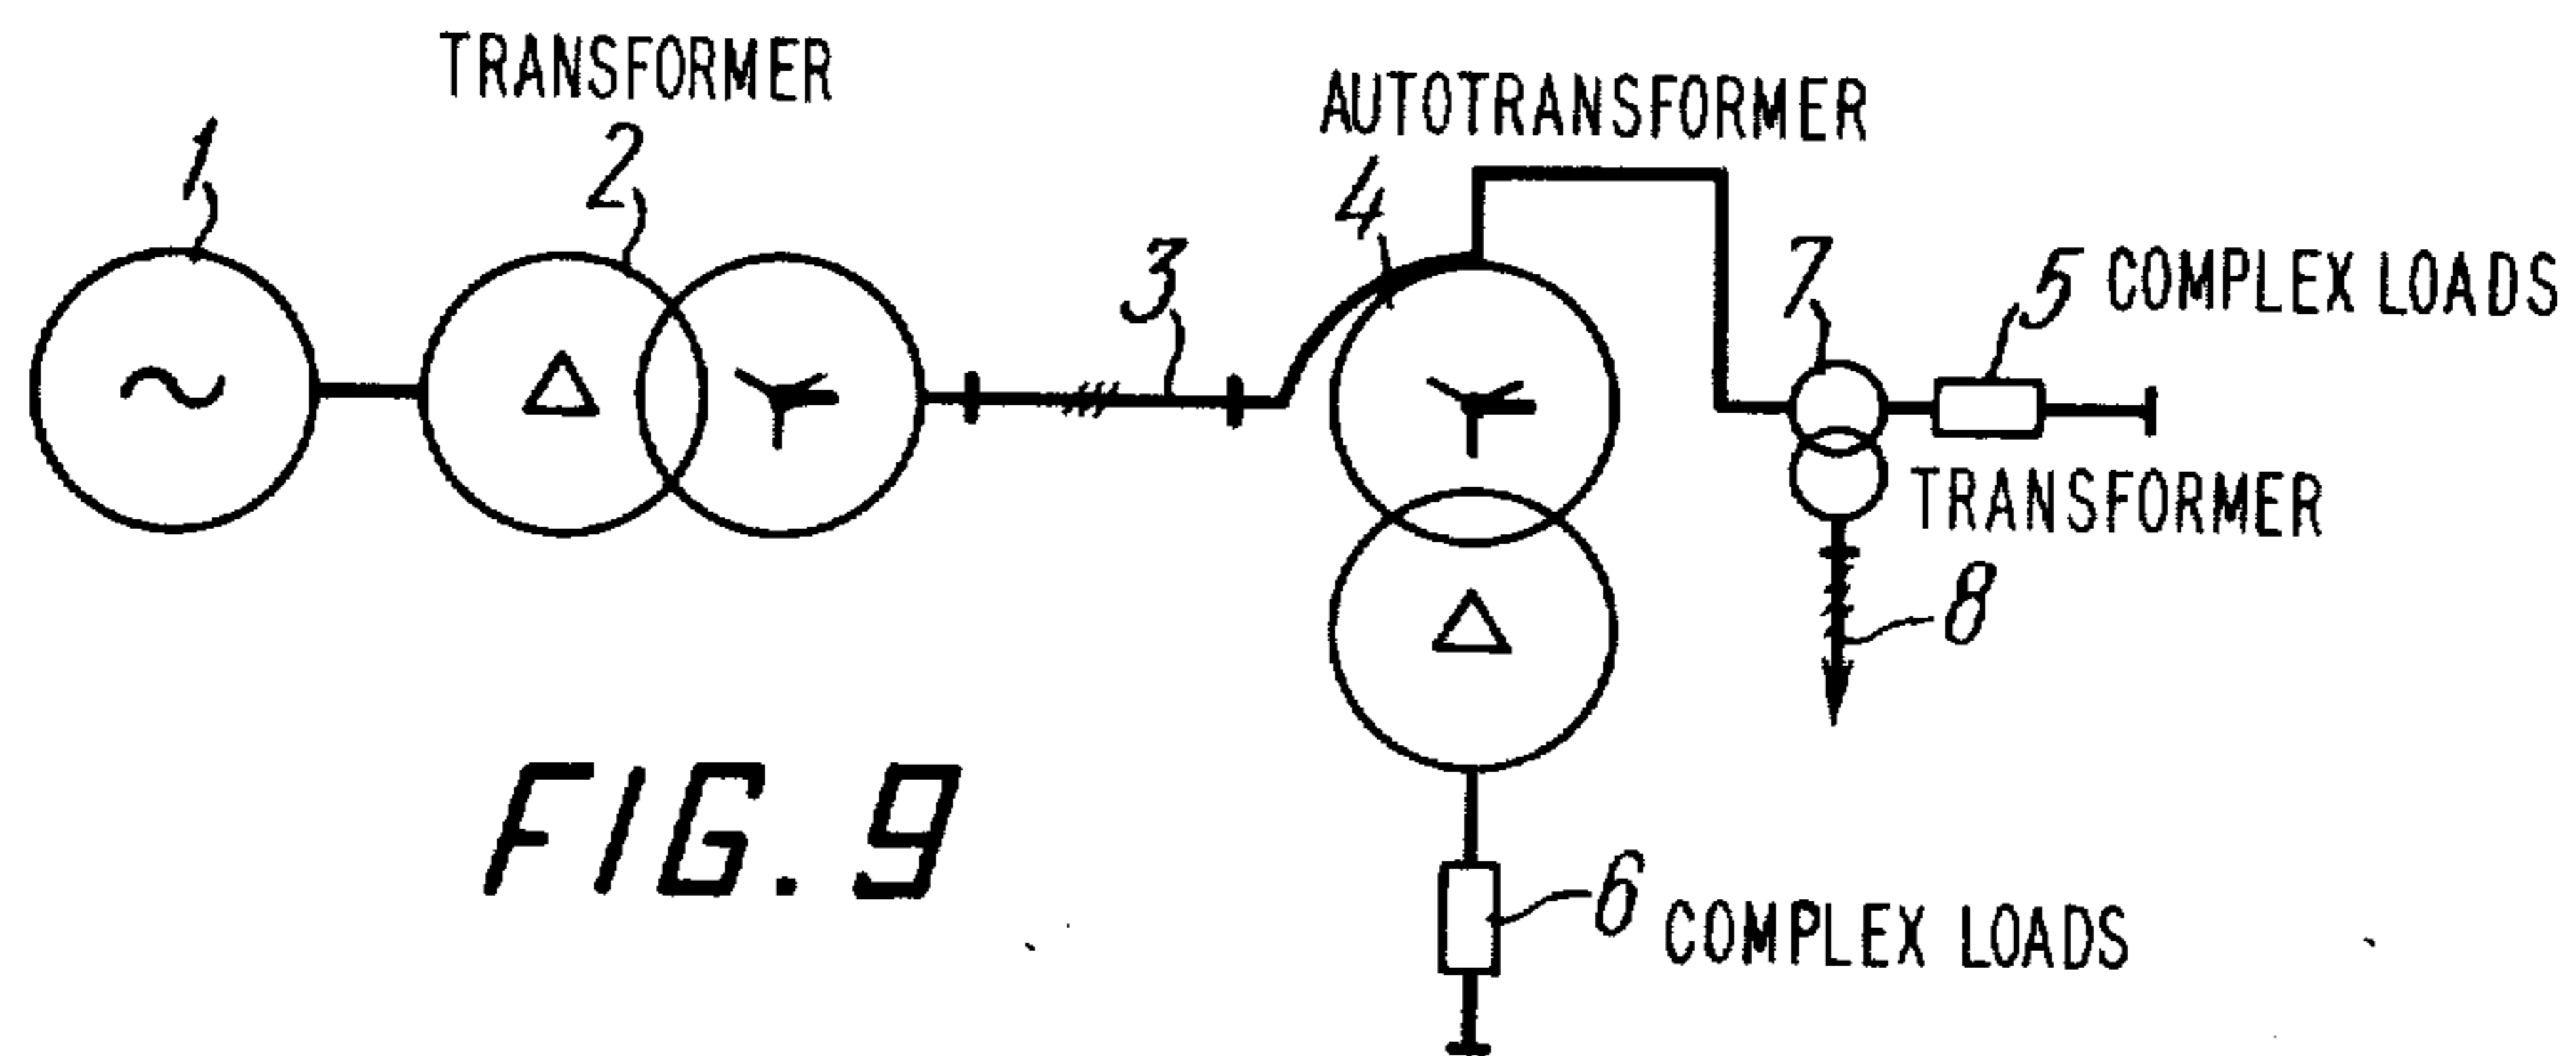 TRANSFORMER
AUTOTRANSFORMER
1
2
3
4
7
5 COMPLEX LOADS
TRANSFORMER
8
FIG. 9
6 COMPLEX LOADS